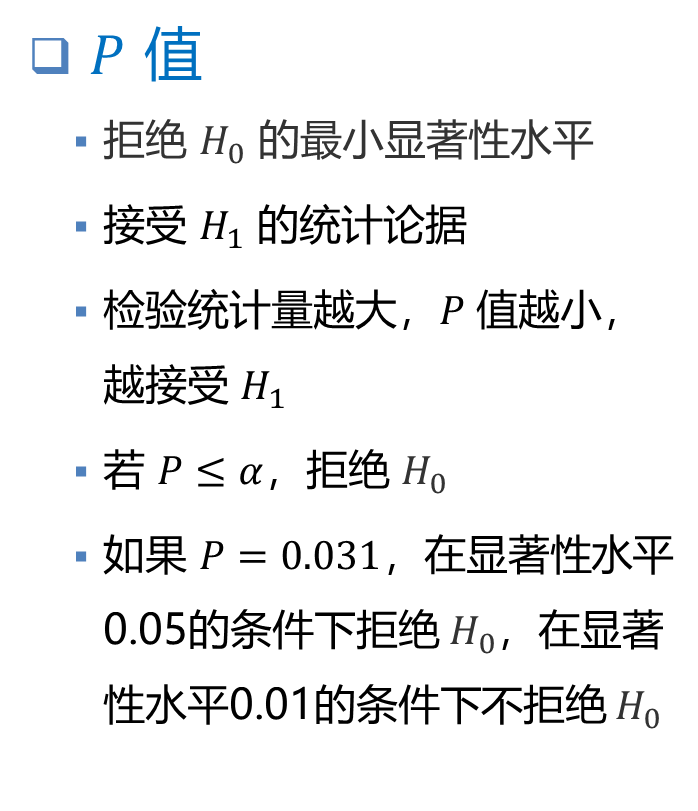 P 值
拒绝 H₀ 的最小显著性水平
接受 H₁ 的统计论据
检验统计量越大，P 值越小，
越接受 H₁
若 P ≤ α，拒绝 H₀
如果 P = 0.031，在显著性水平
0.05的条件下拒绝 H₀，在显著
性水平0.01的条件下不拒绝 H₀